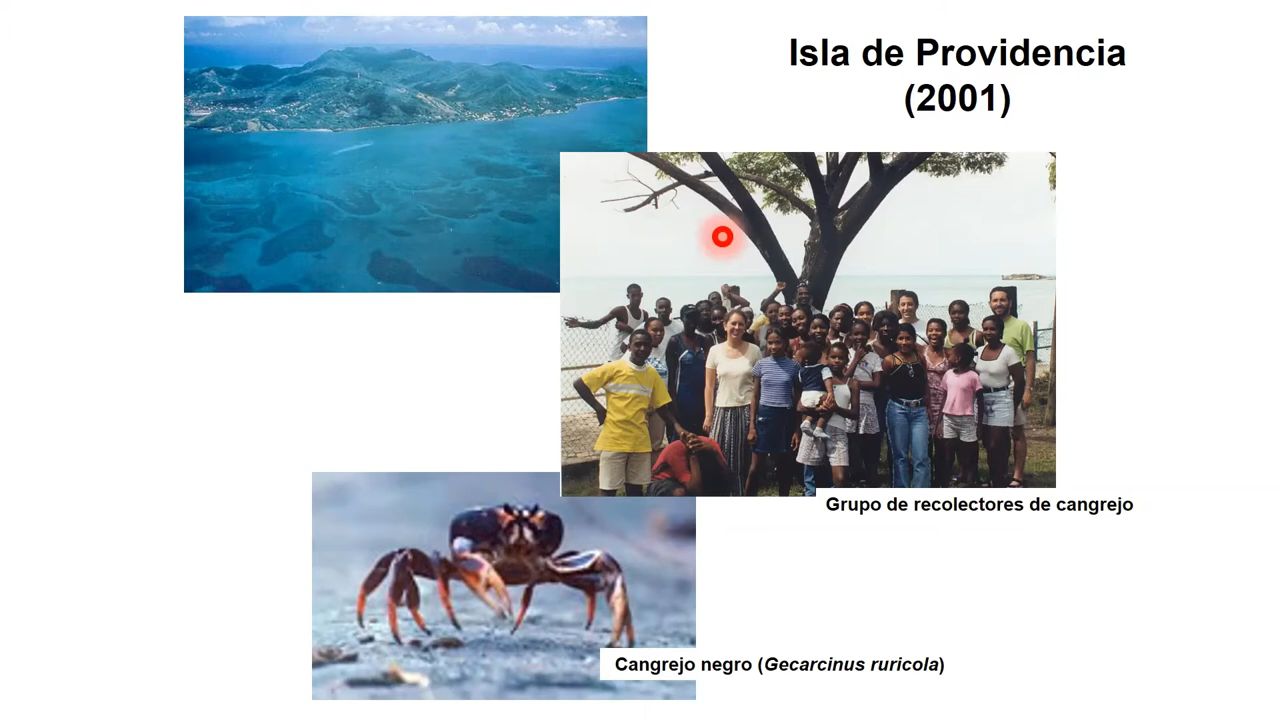 Isla de Providencia
(2001)
Grupo de recolectores de cangrejo
Cangrejo negro (Gecarcinus ruricola)